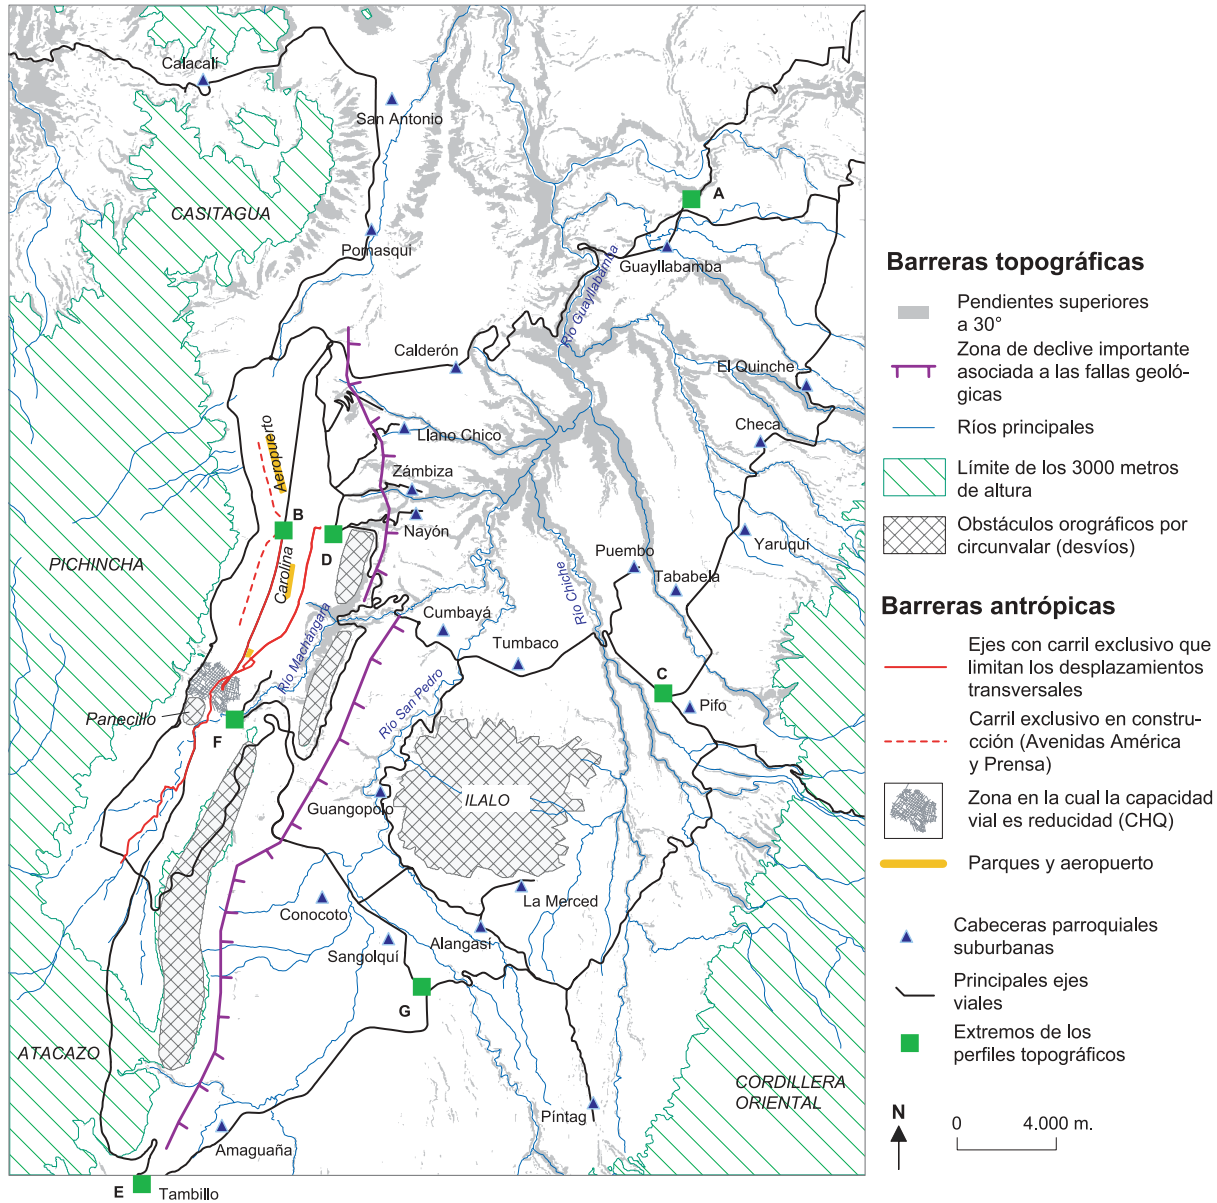 Calacalí
San Antonio
CASITAGUA
A
Pomasqui
Guayllabamba
Río Guayllabamba
Calderón
El Quinche
Checa
Llano Chico
Aeropuerto
Zámbiza
B
Nayón
D
Carolina
Yaruquí
PICHINCHA
Puembo
Tababela
Río Chiche
Cumbayá
Río Machángara
Tumbaco
C
Pifo
Panecillo
F
Río San Pedro
Guangopolo
ILALO
La Merced
Conocoto
Alangasí
Sangolquí
G
ATACAZO
CORDILLERA
ORIENTAL
Píntag
Amaguaña
E
Tambillo
Barreras topográficas
Pendientes superiores
a 30°
Zona de declive importante
asociada a las fallas geoló-
gicas
Ríos principales
Límite de los 3000 metros
de altura
Obstáculos orográficos por
circunvalar (desvíos)
Barreras antrópicas
Ejes con carril exclusivo que
limitan los desplazamientos
transversales
Carril exclusivo en constru-
cción (Avenidas América
y Prensa)
Zona en la cual la capacidad
vial es reducidad (CHQ)
Parques y aeropuerto
Cabeceras parroquiales
suburbanas
Principales ejes
viales
Extremos de los
perfiles topográficos
N
0
4.000 m.